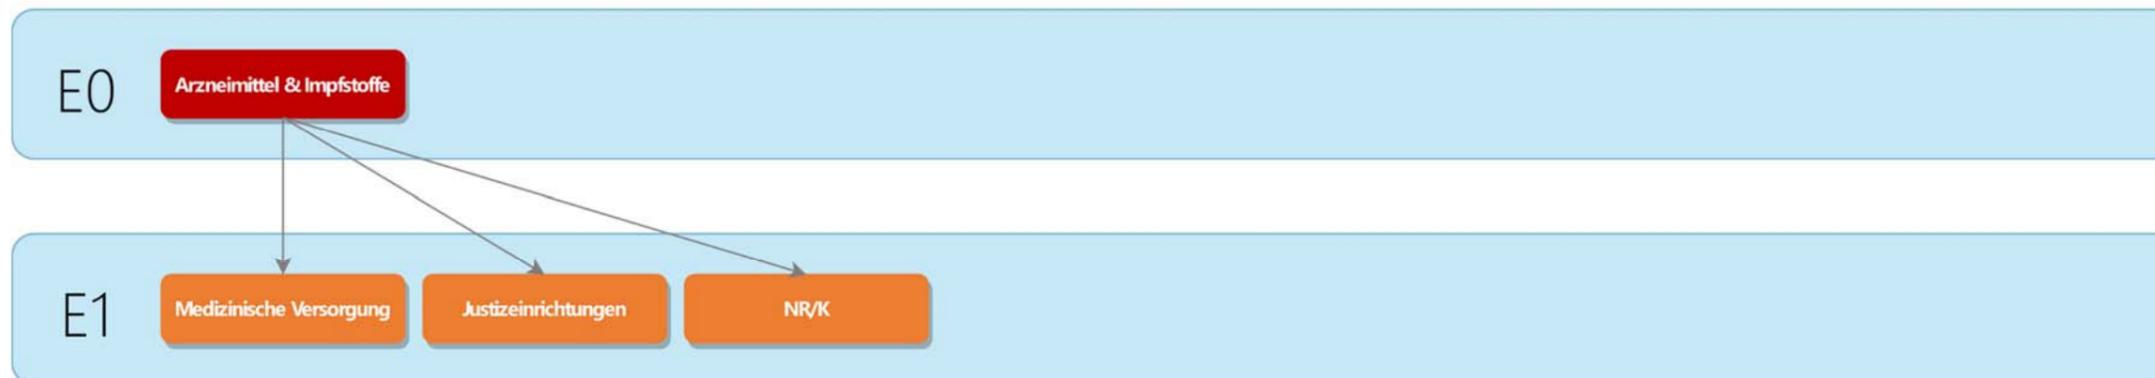 E0
Arzneimittel & Impfstoffe
E1
Medizinische Versorgung
Justizeinrichtungen
NR/K